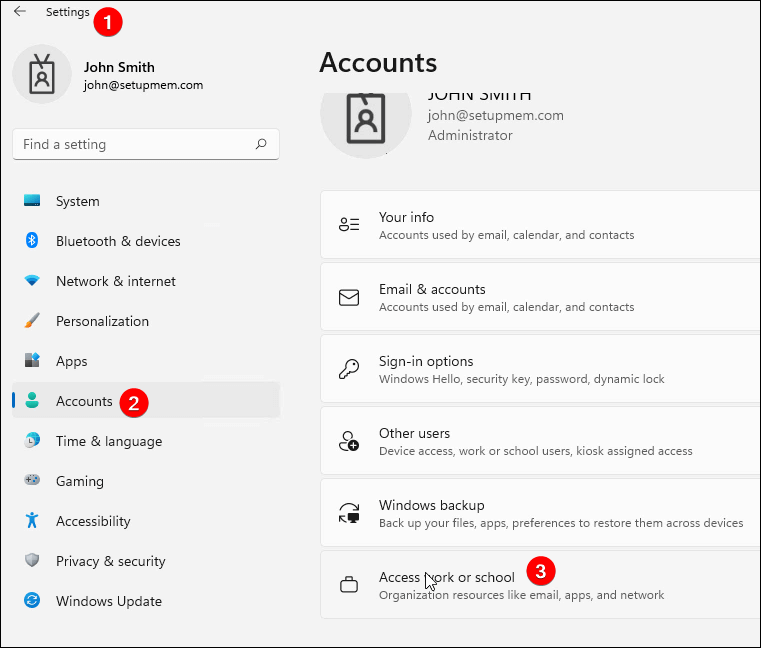 Settings
1
John Smith
john@setupmem.com
Find a setting
System
Bluetooth & devices
Network & internet
Personalization
Apps
Accounts
2
Time & language
Gaming
Accessibility
Privacy & security
Windows Update
Accounts
JOHN SMITH
john@setupmem.com
Administrator
Your info
Accounts used by email, calendar, and contacts
Email & accounts
Accounts used by email, calendar, and contacts
Sign-in options
Windows Hello, security key, password, dynamic lock
Other users
Device access, work or school users, kiosk assigned access
Windows backup
Back up your files, apps, preferences to restore them across devices
Access work or school
3
Organization resources like email, apps, and network